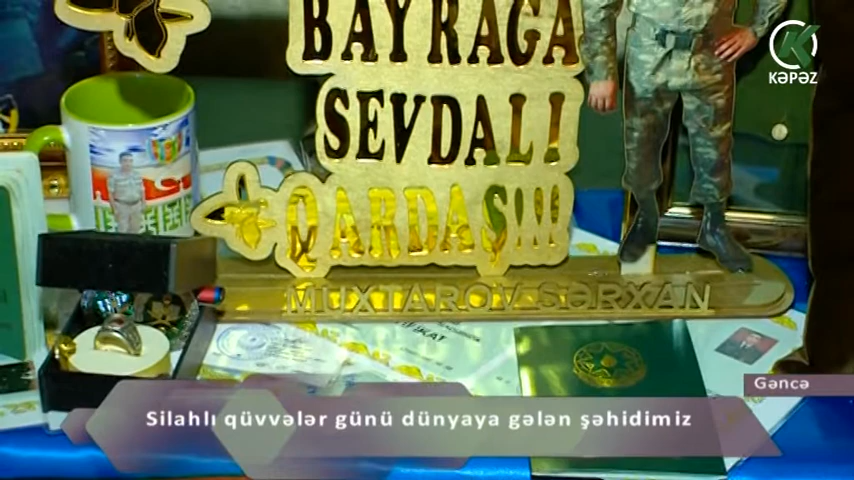 BAYRAĞA
KƏPƏZ
SEVDALI
QARDAŞ!!!
MUXTAROV SƏRXAN
Gəncə
Silahlı qüvvələr günü dünyaya gələn şəhidimiz